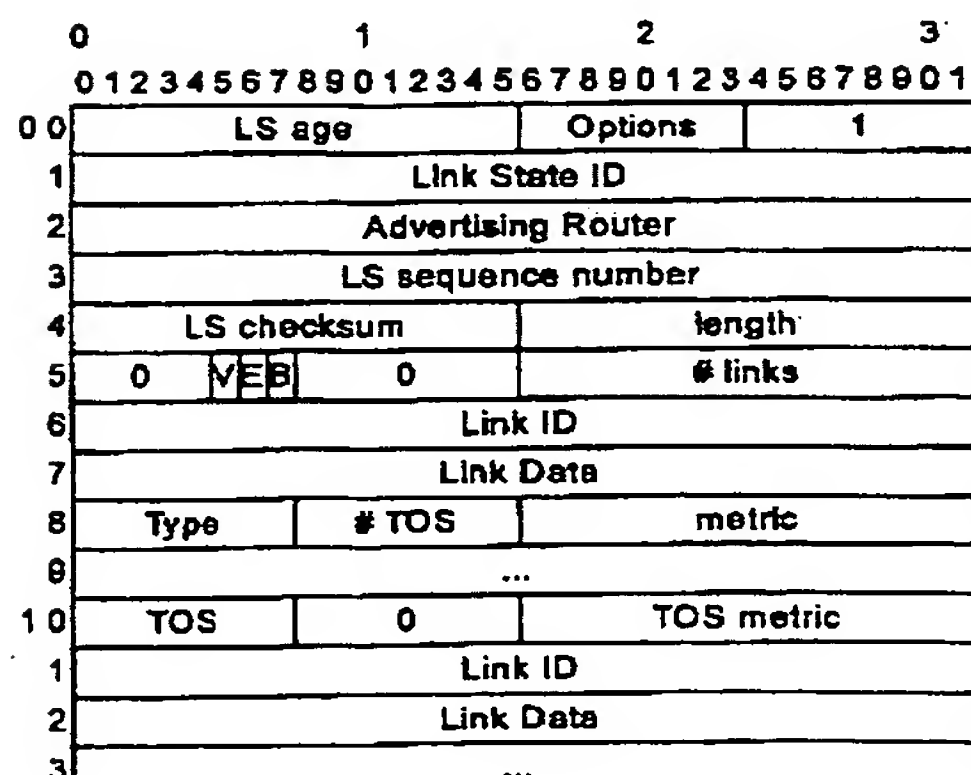 0 1 2 3
0 1 2 3 4 5 6 7 8 9 0 1 2 3 4 5 6 7 8 9 0 1 2 3 4 5 6 7 8 9 0 1
0 0 LS age Options 1
1 Link State ID
2 Advertising Router
3 LS sequence number
4 LS checksum length
5 0 V E B 0 # links
6 Link ID
7 Link Data
8 Type # TOS metric
9 ...
1 0 TOS 0 TOS metric
1 Link ID
2 Link Data
3 ...